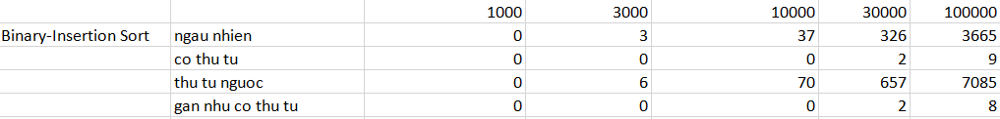 1000 3000 10000 30000 100000
Binary-Insertion Sort ngau nhien 0 3 37 326 3665
co thu tu 0 0 0 2 9
thu tu nguoc 0 6 70 657 7085
gan nhu co thu tu 0 0 0 2 8